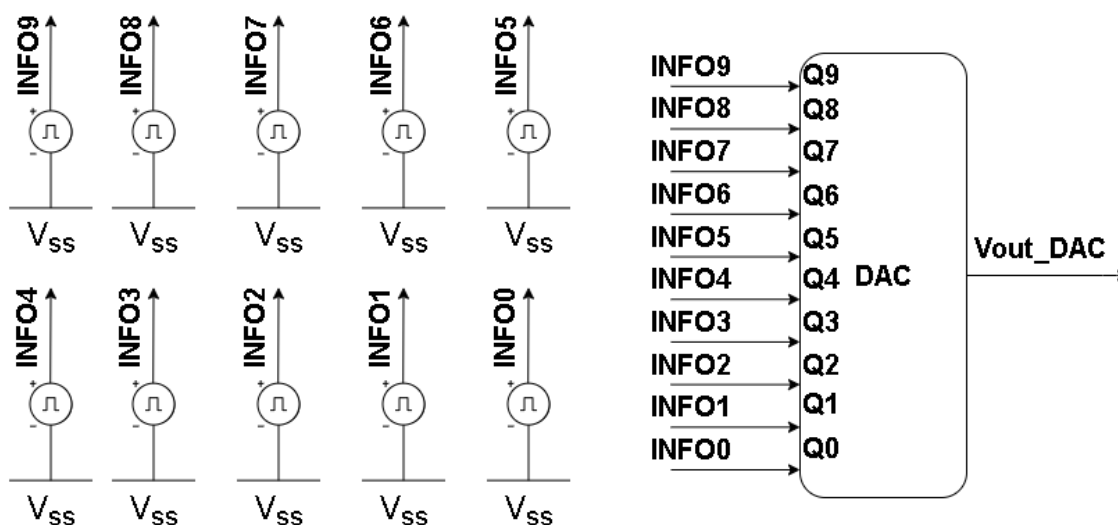 INFO9 INFO8 INFO7 INFO6 INFO5
+ + + + +
- - - - -
VSS VSS VSS VSS VSS
INFO4 INFO3 INFO2 INFO1 INFO0
+ + + + +
- - - - -
VSS VSS VSS VSS VSS
INFO9 Q9
INFO8 Q8
INFO7 Q7
INFO6 Q6
INFO5 Q5
INFO4 Q4 DAC
INFO3 Q3
INFO2 Q2
INFO1 Q1
INFO0 Q0
Vout_DAC